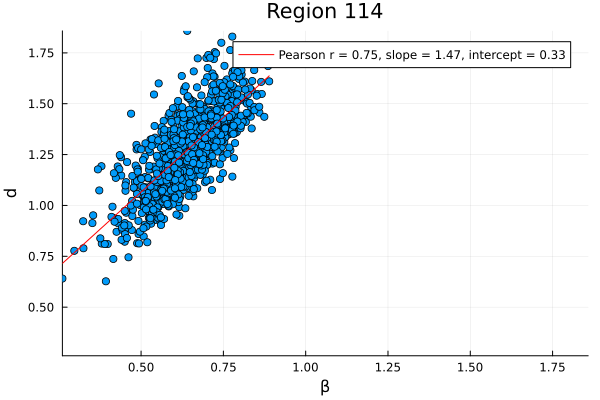 Region 114
Pearson r = 0.75, slope = 1.47, intercept = 0.33
1.75
1.50
1.25
1.00
0.75
0.50
d
0.50 0.75 1.00 1.25 1.50 1.75
β